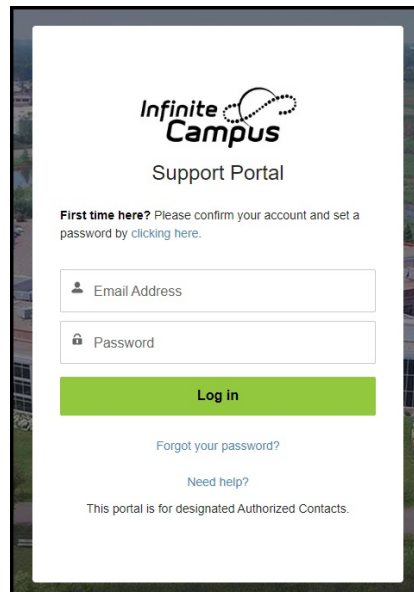 Infinite
Campus
Support Portal
First time here? Please confirm your account and set a
password by clicking here.
Email Address
Password
Log in
Forgot your password?
Need help?
This portal is for designated Authorized Contacts.